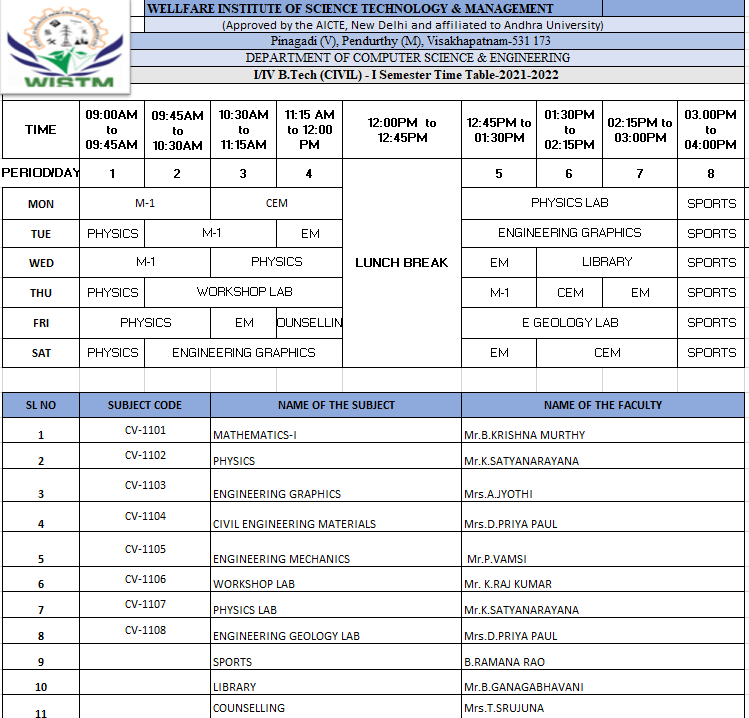 WELLFARE INSTITUTE OF SCIENCE TECHNOLOGY & MANAGEMENT
(Approved by the AICTE, New Delhi and affiliated to Andhra University)
Pinagadi (V), Pendurthy (M), Visakhapatnam-531 173
DEPARTMENT OF COMPUTER SCIENCE & ENGINEERING
I/IV B.Tech (CIVIL) - I Semester Time Table-2021-2022
WISTM
TIME 09:00AM to 09:45AM 09:45AM to 10:30AM 10:30AM to 11:15AM 11:15 AM to 12:00 PM 12:00PM to 12:45PM 12:45PM to 01:30PM 01:30PM to 02:15PM 02:15PM to 03:00PM 03.00PM to 04:00PM
PERIOD/DAY 1 2 3 4 5 6 7 8
MON M-1 CEM PHYSICS LAB SPORTS
TUE PHYSICS M-1 EM ENGINEERING GRAPHICS SPORTS
WED M-1 PHYSICS LUNCH BREAK EM LIBRARY SPORTS
THU PHYSICS WORKSHOP LAB M-1 CEM EM SPORTS
FRI PHYSICS EM OUNSELLIN E GEOLOGY LAB SPORTS
SAT PHYSICS ENGINEERING GRAPHICS EM CEM SPORTS
SL NO SUBJECT CODE NAME OF THE SUBJECT NAME OF THE FACULTY
1 CV-1101 MATHEMATICS-I Mr.B.KRISHNA MURTHY
2 CV-1102 PHYSICS Mr.K.SATYANARAYANA
3 CV-1103 ENGINEERING GRAPHICS Mrs.A.JYOTHI
4 CV-1104 CIVIL ENGINEERING MATERIALS Mrs.D.PRIYA PAUL
5 CV-1105 ENGINEERING MECHANICS Mr.P.VAMSI
6 CV-1106 WORKSHOP LAB Mr. K.RAJ KUMAR
7 CV-1107 PHYSICS LAB Mr.K.SATYANARAYANA
8 CV-1108 ENGINEERING GEOLOGY LAB Mrs.D.PRIYA PAUL
9 SPORTS B.RAMANA RAO
10 LIBRARY Mr.B.GANAGABHAVANI
11 COUNSELLING Mrs.T.SRUJUNA